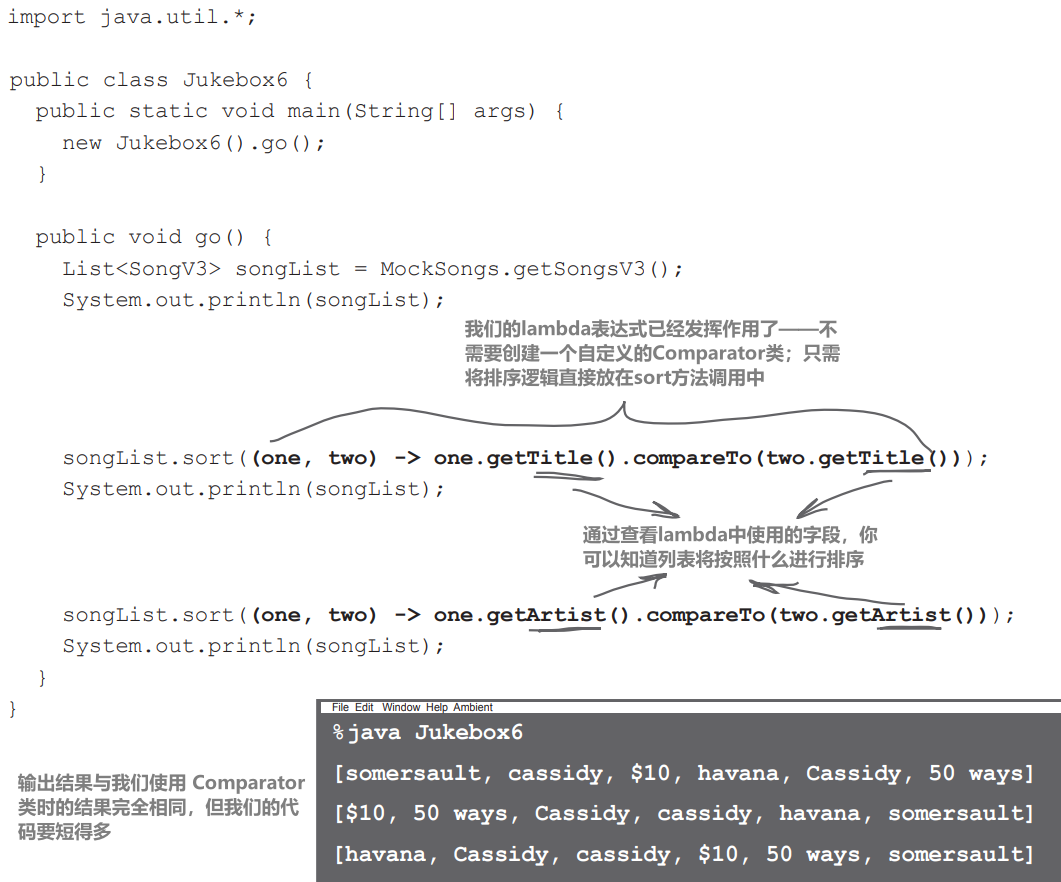 import java.util.*;
public class Jukebox6 {
public static void main(String[] args) {
new Jukebox6().go();
}
public void go() {
List<SongV3> songList = MockSongs.getSongsV3();
System.out.println(songList);
我们的lambda表达式已经发挥作用了——不
需要创建一个自定义的Comparator类；只需
将排序逻辑直接放在sort方法调用中
songList.sort((one, two) -> one.getTitle().compareTo(two.getTitle()));
System.out.println(songList);
通过查看lambda中使用的字段，你
可以知道列表将按照什么进行排序
songList.sort((one, two) -> one.getArtist().compareTo(two.getArtist()));
System.out.println(songList);
}
}
File Edit Window Help Ambient
%java Jukebox6
[somersault, cassidy, $10, havana, Cassidy, 50 ways]
[$10, 50 ways, Cassidy, cassidy, havana, somersault]
[havana, Cassidy, cassidy, $10, 50 ways, somersault]
输出结果与我们使用 Comparator
类时的结果完全相同，但我们的代
码要短得多